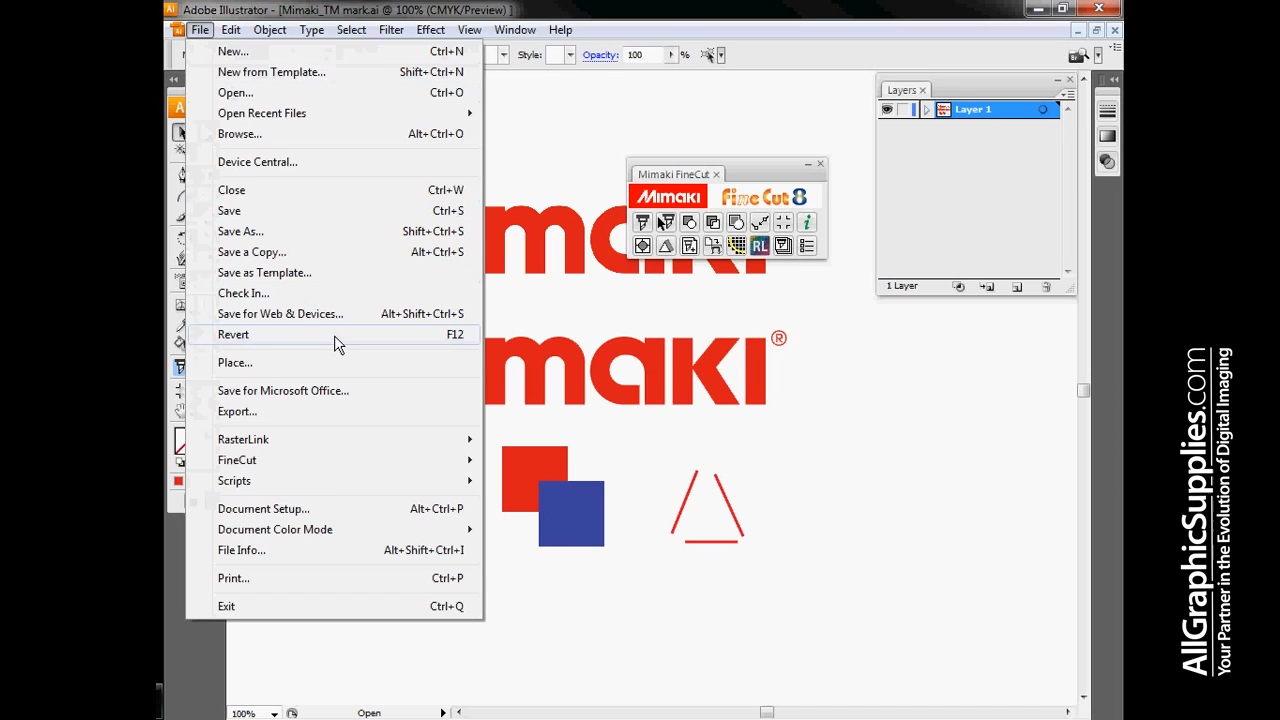 Adobe Illustrator - [Mimaki_TM mark.ai @ 100% (CMYK/Preview) ]
File Edit Object Type Select Filter Effect View Window Help
Style: Opacity: 100 %
New... Ctrl+N
New from Template... Shift+Ctrl+N
Open... Ctrl+O
Open Recent Files
Browse... Alt+Ctrl+O
Device Central...
Close Ctrl+W
Save Ctrl+S
Save As... Shift+Ctrl+S
Save a Copy... Alt+Ctrl+S
Save as Template...
Check In...
Save for Web & Devices... Alt+Shift+Ctrl+S
Revert F12
Place...
Save for Microsoft Office...
Export...
RasterLink
FineCut
Scripts
Document Setup... Alt+Ctrl+P
Document Color Mode
File Info... Alt+Shift+Ctrl+I
Print... Ctrl+P
Exit Ctrl+Q
Mimaki FineCut
Mimaki Fine Cut 8
RL
maki®
Layers
Layer 1
1 Layer
100% Open
AllGraphicSupplies.com
Your Partner in the Evolution of Digital Imaging